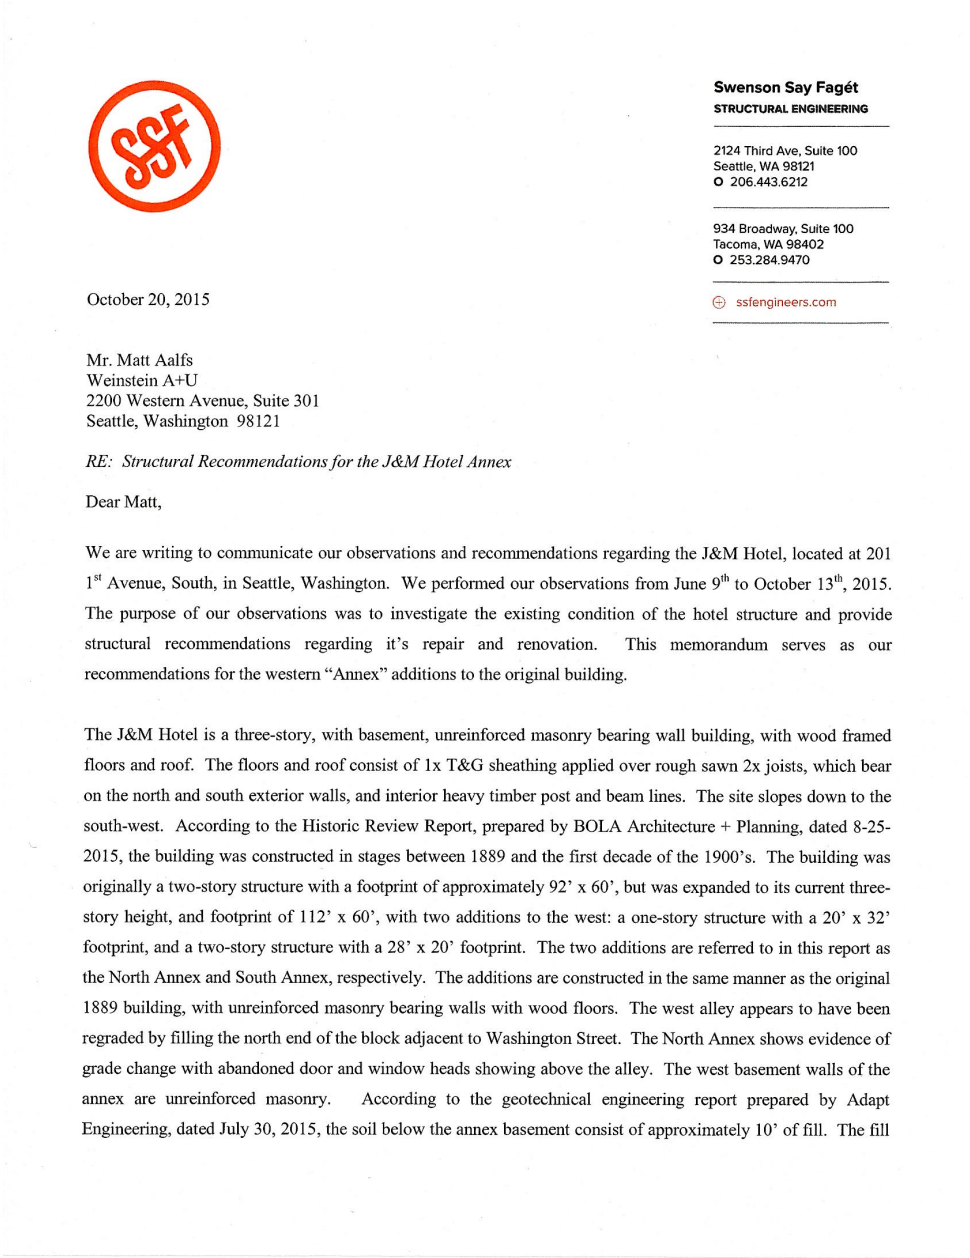 SSF
Swenson Say Fagét
STRUCTURAL ENGINEERING
2124 Third Ave, Suite 100
Seattle, WA 98121
O 206.443.6212
934 Broadway, Suite 100
Tacoma, WA 98402
O 253.284.9470
ssfengineers.com
October 20, 2015
Mr. Matt Aalfs
Weinstein A+U
2200 Western Avenue, Suite 301
Seattle, Washington 98121
RE: Structural Recommendations for the J&M Hotel Annex
Dear Matt,
We are writing to communicate our observations and recommendations regarding the J&M Hotel, located at 201
1st Avenue, South, in Seattle, Washington. We performed our observations from June 9th to October 13th, 2015.
The purpose of our observations was to investigate the existing condition of the hotel structure and provide
structural recommendations regarding it's repair and renovation. This memorandum serves as our
recommendations for the western “Annex” additions to the original building.
The J&M Hotel is a three-story, with basement, unreinforced masonry bearing wall building, with wood framed
floors and roof. The floors and roof consist of 1x T&G sheathing applied over rough sawn 2x joists, which bear
on the north and south exterior walls, and interior heavy timber post and beam lines. The site slopes down to the
south-west. According to the Historic Review Report, prepared by BOLA Architecture + Planning, dated 8-25-
2015, the building was constructed in stages between 1889 and the first decade of the 1900’s. The building was
originally a two-story structure with a footprint of approximately 92’ x 60’, but was expanded to its current three-
story height, and footprint of 112’ x 60’, with two additions to the west: a one-story structure with a 20’ x 32’
footprint, and a two-story structure with a 28’ x 20’ footprint. The two additions are referred to in this report as
the North Annex and South Annex, respectively. The additions are constructed in the same manner as the original
1889 building, with unreinforced masonry bearing walls with wood floors. The west alley appears to have been
regraded by filling the north end of the block adjacent to Washington Street. The North Annex shows evidence of
grade change with abandoned door and window heads showing above the alley. The west basement walls of the
annex are unreinforced masonry. According to the geotechnical engineering report prepared by Adapt
Engineering, dated July 30, 2015, the soil below the annex basement consist of approximately 10’ of fill. The fill